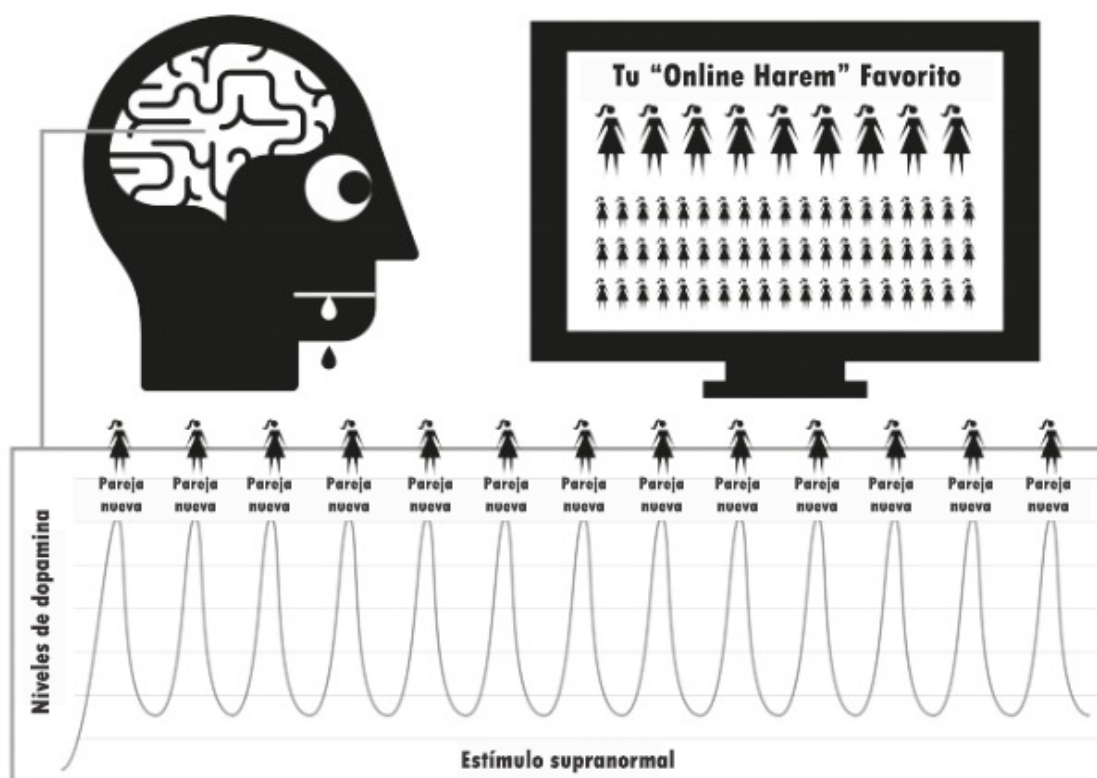 Tu “Online Harem” Favorito
Pareja Pareja Pareja Pareja Pareja Pareja Pareja Pareja Pareja Pareja Pareja Pareja Pareja
nueva nueva nueva nueva nueva nueva nueva nueva nueva nueva nueva nueva nueva
Niveles de dopamina
Estímulo supranormal